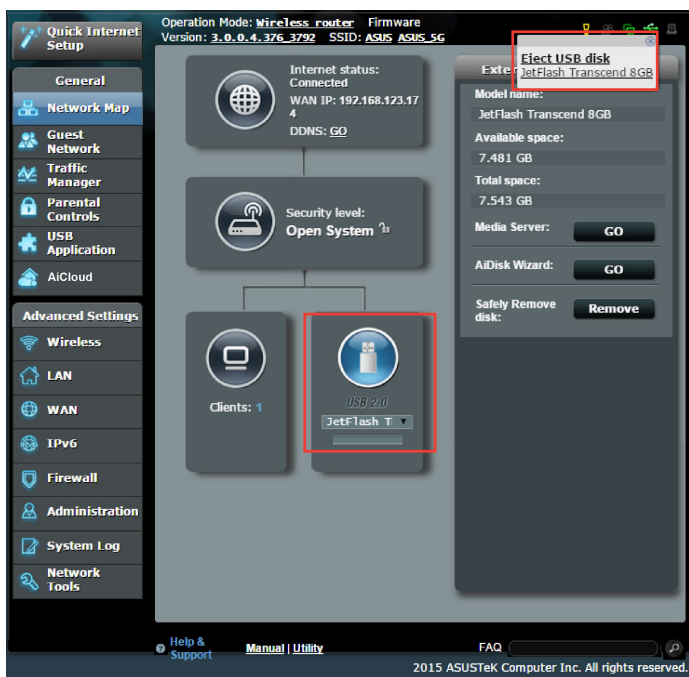 Quick Internet
Setup
Operation Mode: Wireless router Firmware
Version: 3.0.0.4.376_3792 SSID: ASUS ASUS_5G
Eject USB disk
JetFlash Transcend 8GB
General
Network Map
Guest
Network
Traffic
Manager
Parental
Controls
USB
Application
AiCloud
Advanced Settings
Wireless
LAN
WAN
IPv6
Firewall
Administration
System Log
Network
Tools
Internet status:
Connected
WAN IP: 192.168.123.17
4
DDNS: GO
Security level:
Open System
Clients: 1
USB 2.0
JetFlash T
Exte
Model name:
JetFlash Transcend 8GB
Available space:
7.481 GB
Total space:
7.543 GB
Media Server: GO
AiDisk Wizard: GO
Safely Remove
disk: Remove
Help &
Support
Manual | Utility
FAQ
2015 ASUSTeK Computer Inc. All rights reserved.